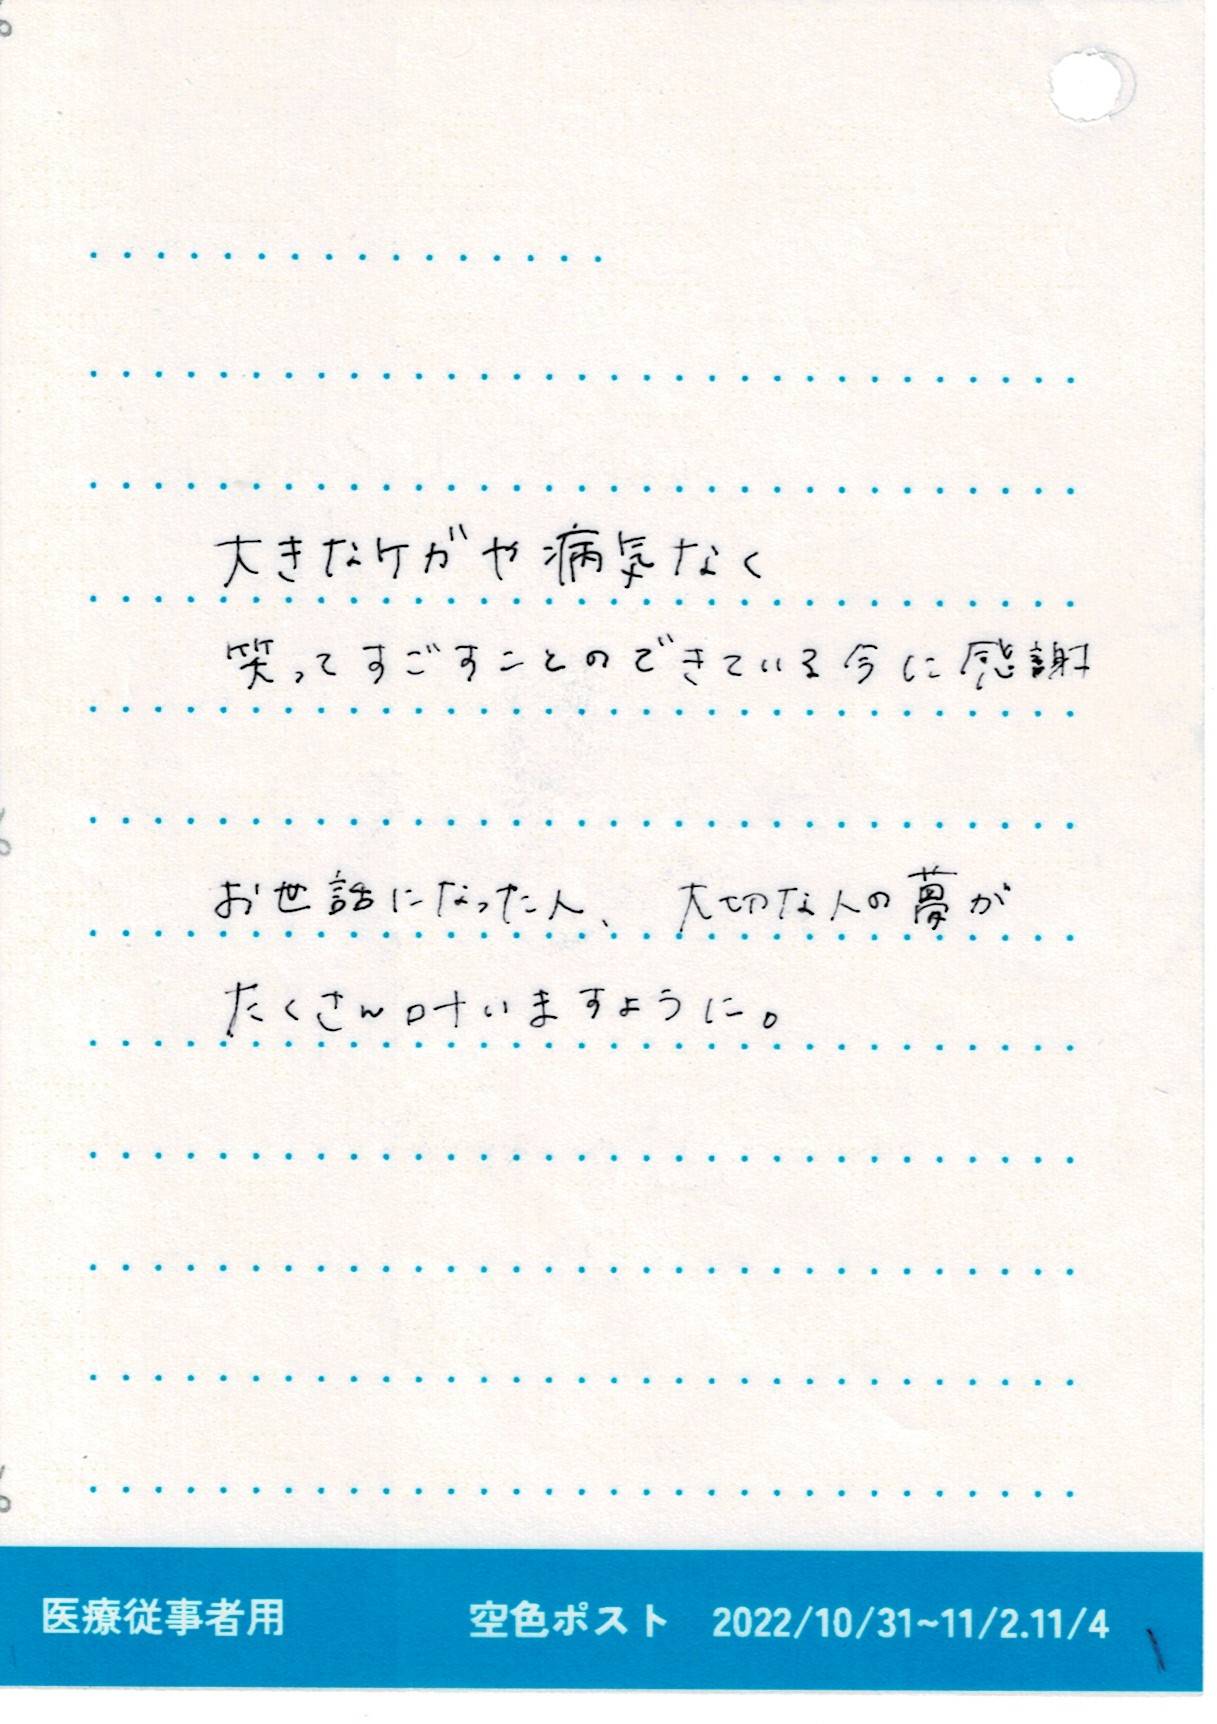 大きなケガや病気なく
笑ってすごすことのできている今に感謝
お世話になった人、大切な人の夢が
たくさん叶いますように。
医療従事者用 空色ポスト 2022/10/31~11/2.11/4